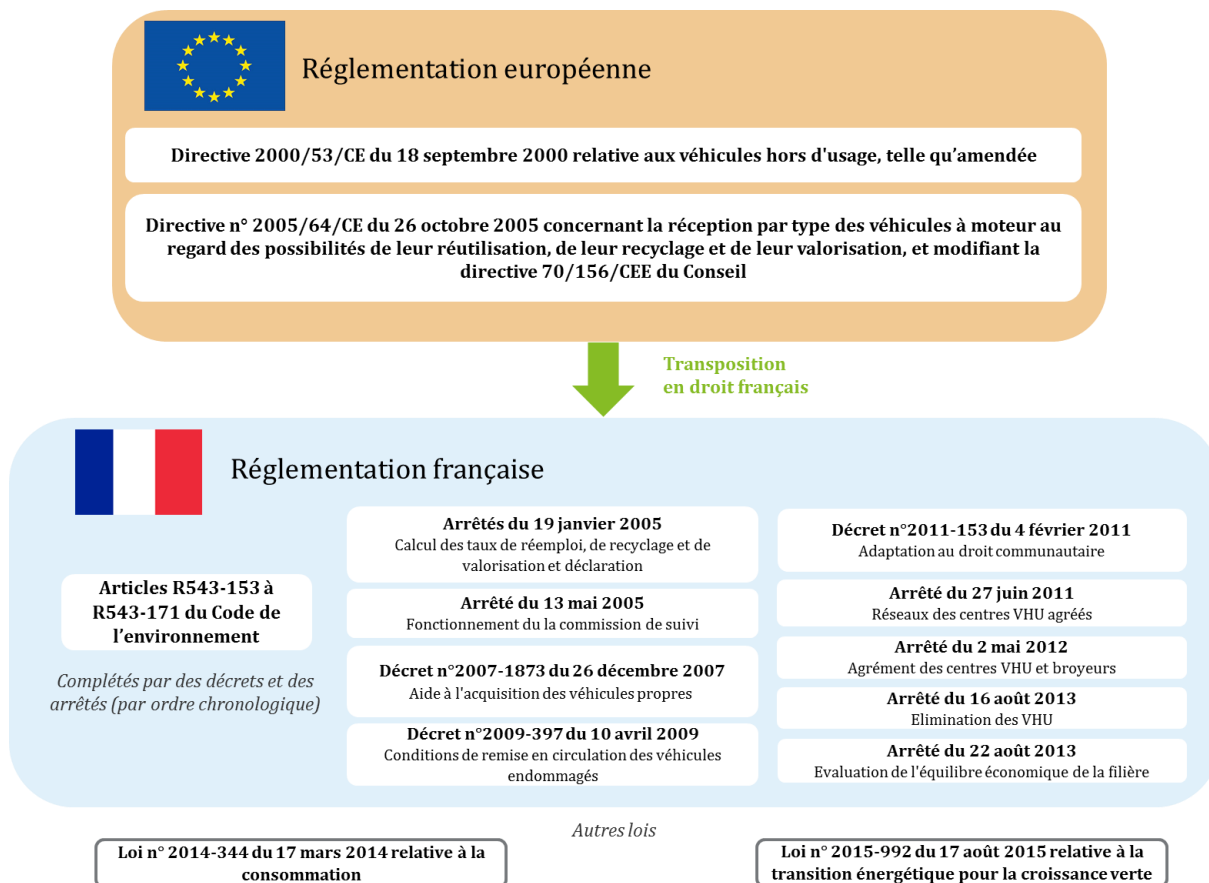 Réglementation européenne
Directive 2000/53/CE du 18 septembre 2000 relative aux véhicules hors d'usage, telle qu’amendée
Directive n° 2005/64/CE du 26 octobre 2005 concernant la réception par type des véhicules à moteur au
regard des possibilités de leur réutilisation, de leur recyclage et de leur valorisation, et modifiant la
directive 70/156/CEE du Conseil
Transposition
en droit français
Réglementation française
Articles R543-153 à
R543-171 du Code de
l’environnement
Complétés par des décrets et des
arrêtés (par ordre chronologique)
Arrêtés du 19 janvier 2005
Calcul des taux de réemploi, de recyclage et de
valorisation et déclaration
Arrêté du 13 mai 2005
Fonctionnement du la commission de suivi
Décret n°2007-1873 du 26 décembre 2007
Aide à l'acquisition des véhicules propres
Décret n°2009-397 du 10 avril 2009
Conditions de remise en circulation des véhicules
endommagés
Décret n°2011-153 du 4 février 2011
Adaptation au droit communautaire
Arrêté du 27 juin 2011
Réseaux des centres VHU agréés
Arrêté du 2 mai 2012
Agrément des centres VHU et broyeurs
Arrêté du 16 août 2013
Elimination des VHU
Arrêté du 22 août 2013
Evaluation de l'équilibre économique de la filière
Autres lois
Loi n° 2014-344 du 17 mars 2014 relative à la
consommation
Loi n° 2015-992 du 17 août 2015 relative à la
transition énergétique pour la croissance verte